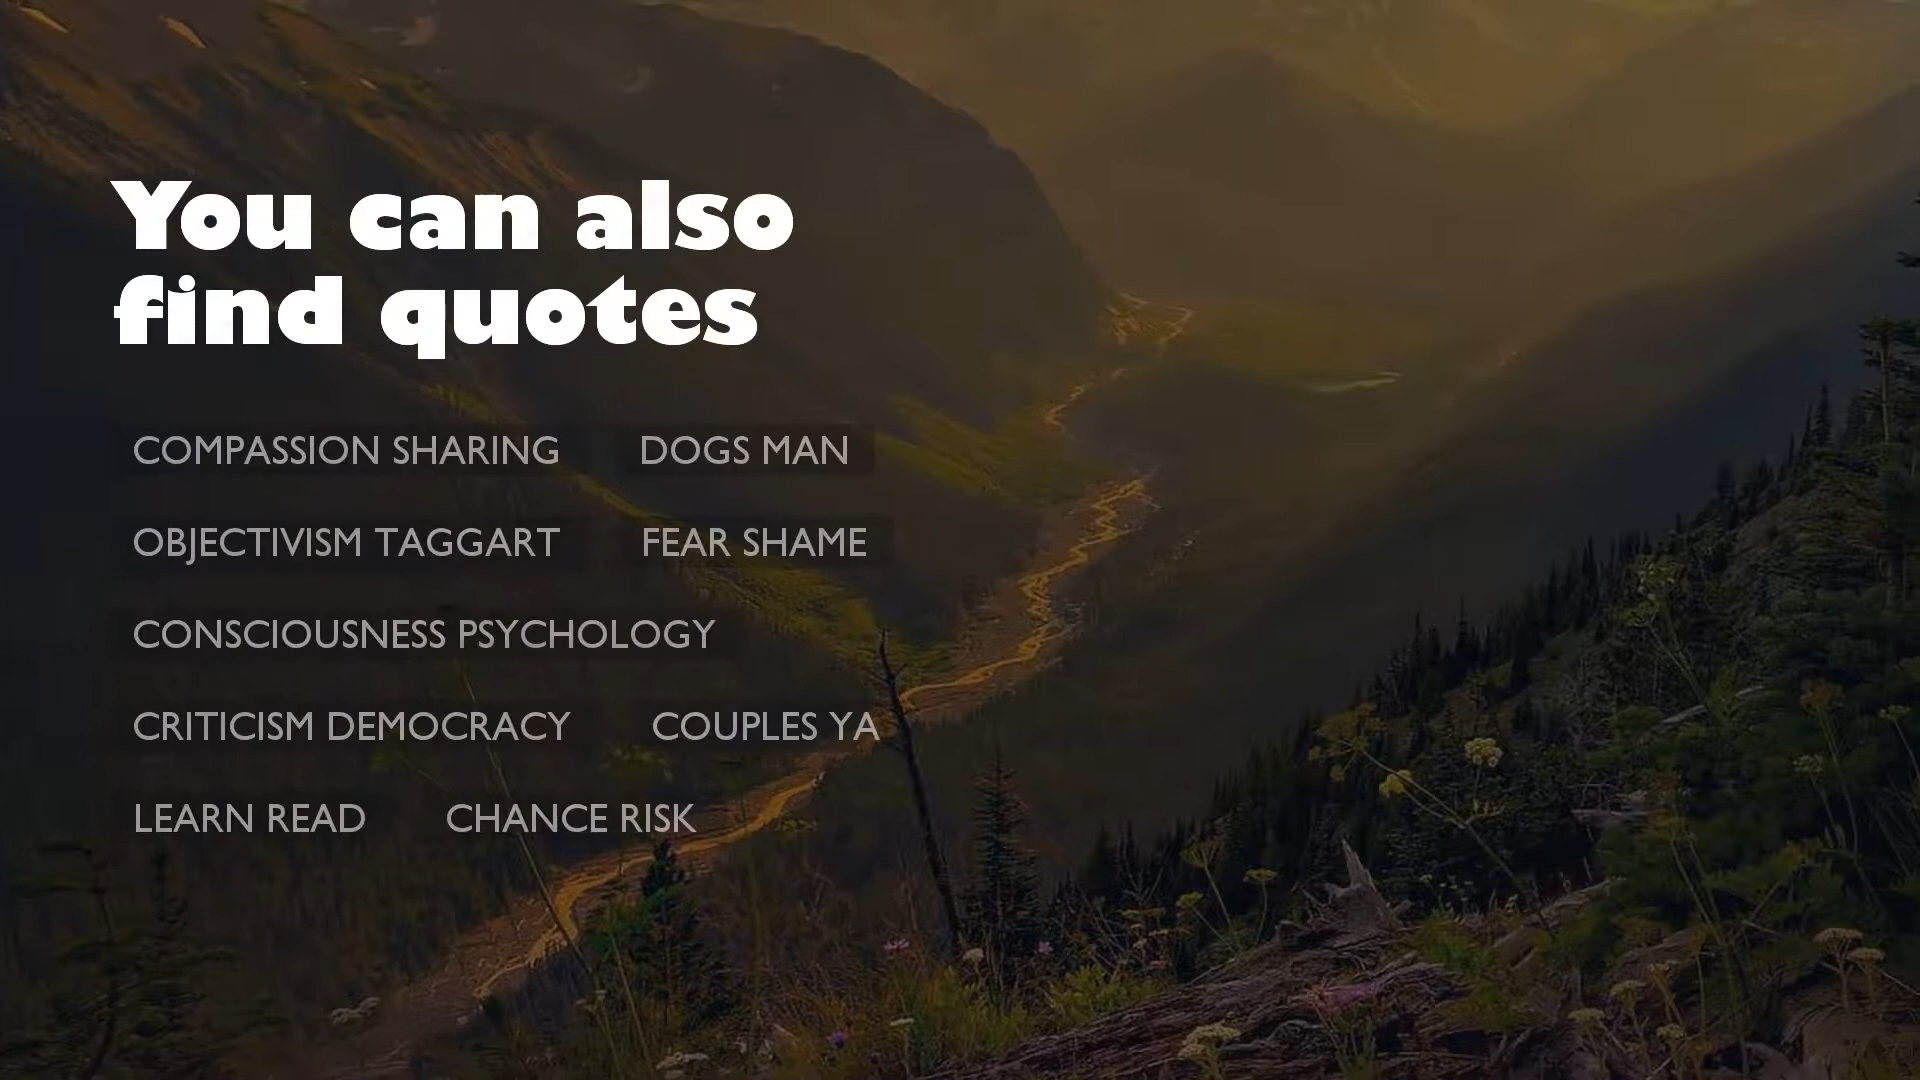 You can also
find quotes
COMPASSION SHARING DOGS MAN
OBJECTIVISM TAGGART FEAR SHAME
CONSCIOUSNESS PSYCHOLOGY
CRITICISM DEMOCRACY COUPLES YA
LEARN READ CHANCE RISK